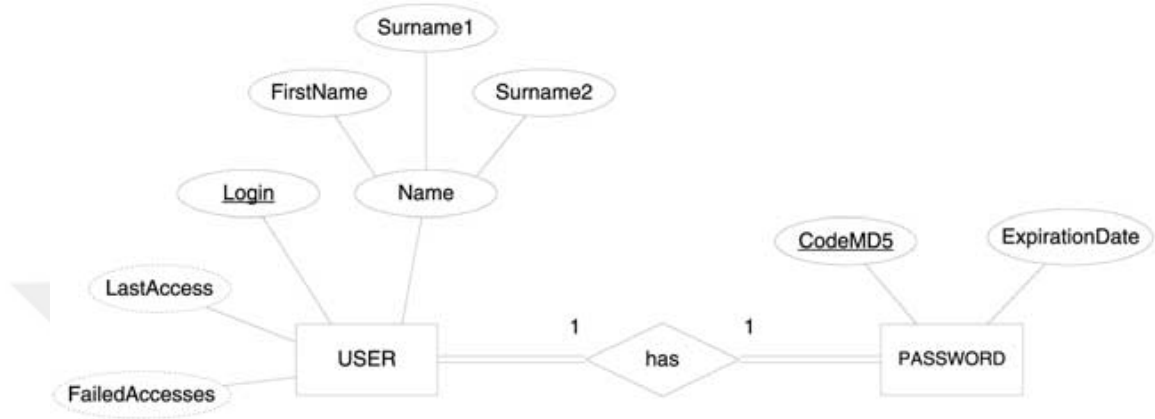 Surname1
FirstName
Surname2
Login
Name
CodeMD5
ExpirationDate
LastAccess
1
1
USER
has
PASSWORD
FailedAccesses